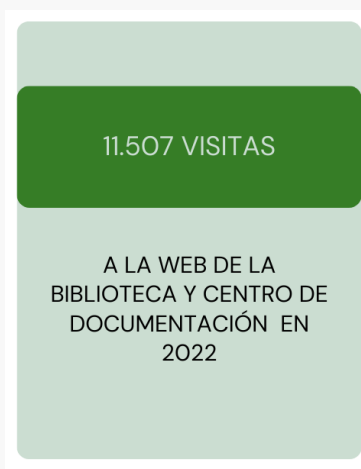 11.507 VISITAS
A LA WEB DE LA
BIBLIOTECA Y CENTRO DE
DOCUMENTACIÓN EN
2022